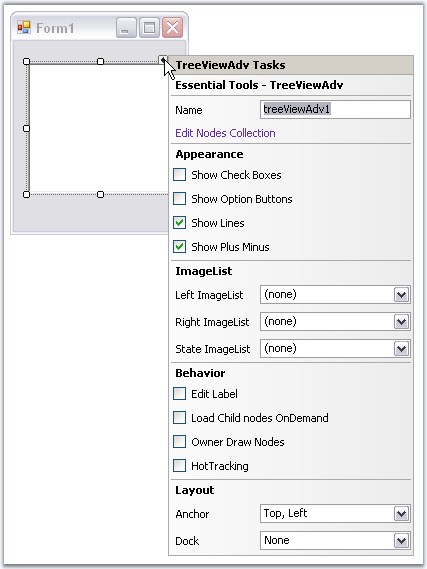 Form1
TreeViewAdv Tasks
Essential Tools - TreeViewAdv
Name treeViewAdv1
Edit Nodes Collection
Appearance
Show Check Boxes
Show Option Buttons
Show Lines
Show Plus Minus
ImageList
Left ImageList (none)
Right ImageList (none)
State ImageList (none)
Behavior
Edit Label
Load Child nodes OnDemand
Owner Draw Nodes
HotTracking
Layout
Anchor Top, Left
Dock None